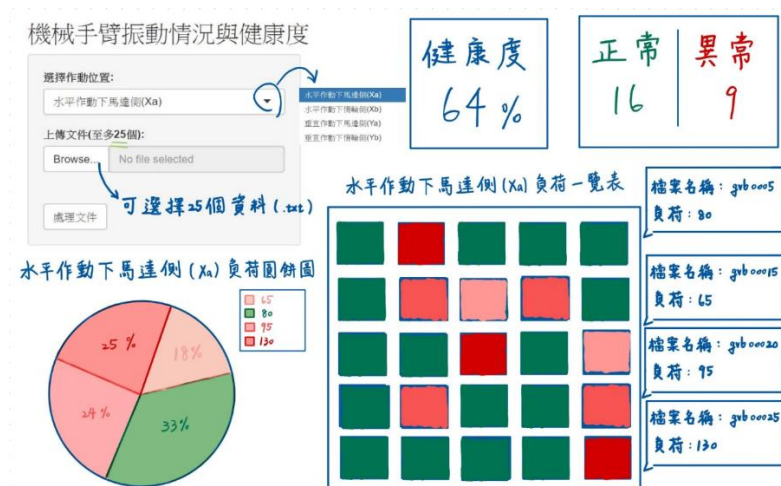 機械手臂振動情況與健康度
選擇作動位置:
水平作動下馬達側(Xa)
上傳文件(至多25個):
Browse...
No file selected
可選擇25個資料(.txt)
處理文件
水平作動下馬達側(Xa)
水平作動下惰輪側(Xb)
垂直作動下馬達側(Ya)
垂直作動下惰輪側(Yb)
健康度
64%
正常
16
異常
9
水平作動下馬達側(Xa)負荷圓餅圖
65
80
95
130
25 %
18%
24%
33%
水平作動下馬達側(Xa)負荷一覽表
檔案名稱: gvb0005
負荷:80
檔案名稱: gvb00015
負荷:65
檔案名稱: gvb00020
負荷:95
檔案名稱: gvb00025
負荷:130